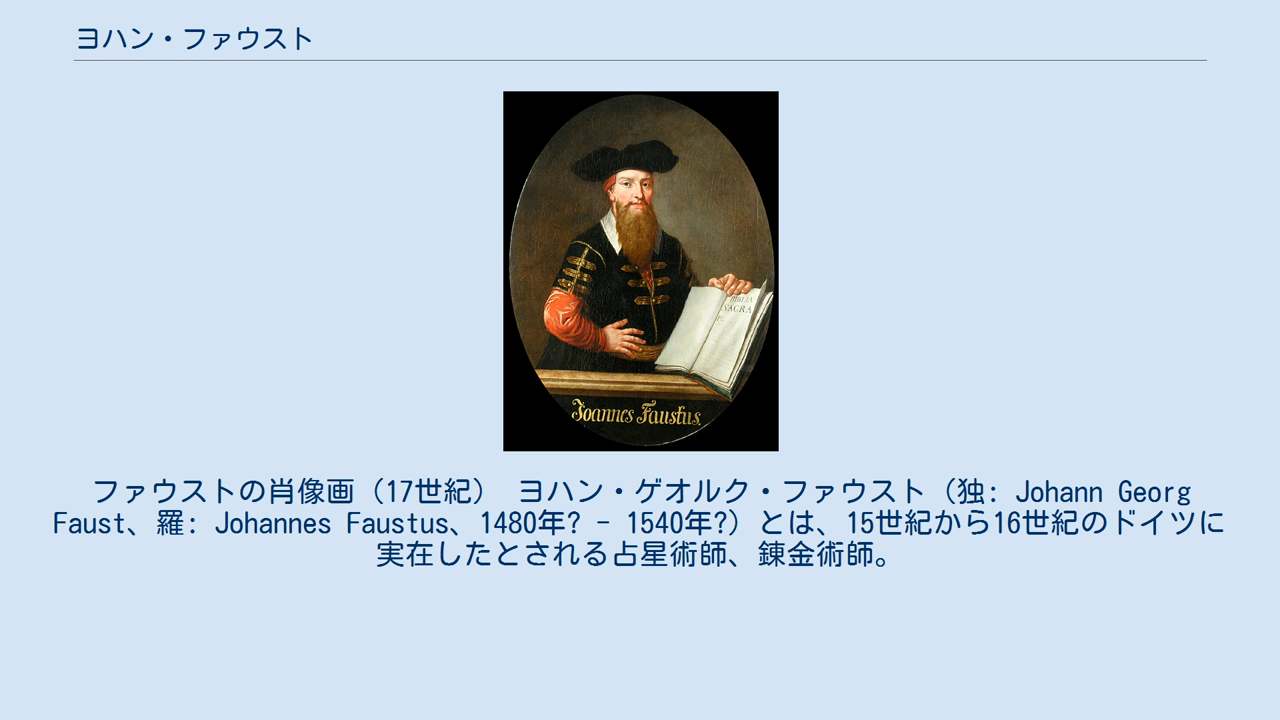 ヨハン・ファウスト
BIBLIA
SACRA
Joannes Faustus.
ファウストの肖像画（17世紀）　ヨハン・ゲオルク・ファウスト（独: Johann Georg
Faust、羅: Johannes Faustus、1480年? - 1540年?）とは、15世紀から16世紀のドイツに
実在したとされる占星術師、錬金術師。